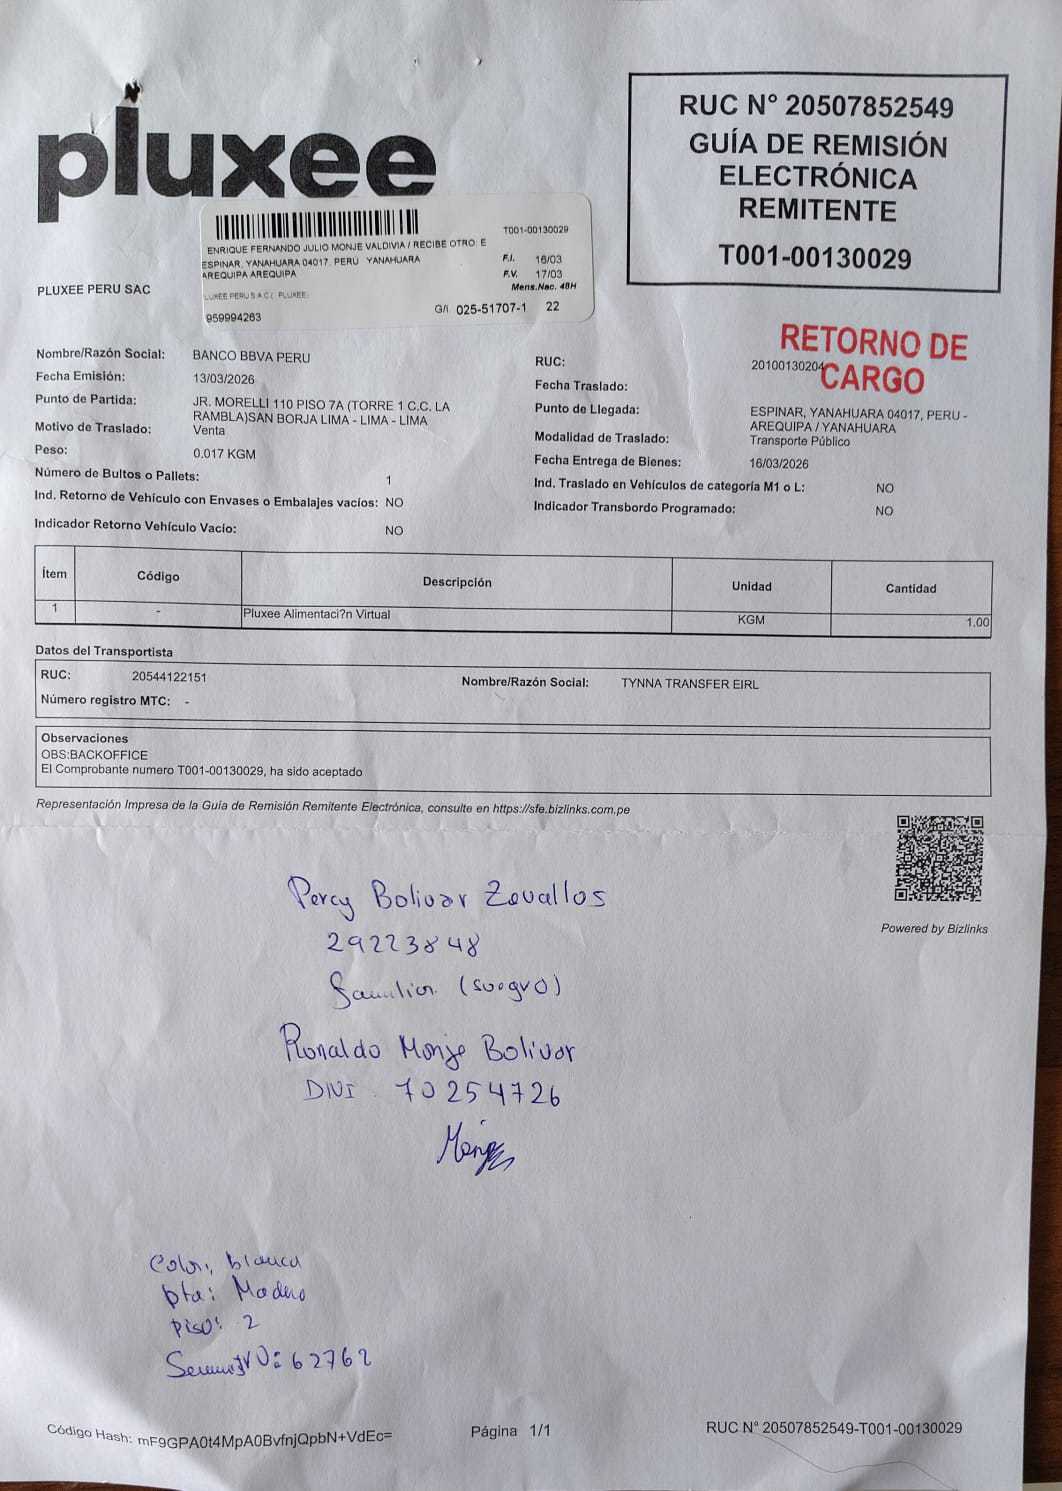 pluxee
RUC N° 20507852549
GUÍA DE REMISIÓN
ELECTRÓNICA
REMITENTE
T001-00130029
T001-00130029
ENRIQUE FERNANDO JULIO MONJE VALDIVIA / RECIBE OTRO: E
ESPINAR, YANAHUARA 04017, PERÚ YANAHUARA
AREQUIPA AREQUIPA
F.I. 16/03
F.V. 17/03
Mens.Nac. 48H
LUXEE PERU S A C ( PLUXEE)
959994263
G/I 025-51707-1 22
PLUXEE PERU SAC
RETORNO DE
CARGO
Nombre/Razón Social: BANCO BBVA PERU
RUC: 20100130204
Fecha Emisión: 13/03/2026
Fecha Traslado:
Punto de Partida: JR. MORELLI 110 PISO 7A (TORRE 1 C.C. LA
RAMBLA)SAN BORJA LIMA - LIMA - LIMA
Punto de Llegada: ESPINAR, YANAHUARA 04017, PERU -
AREQUIPA / YANAHUARA
Motivo de Traslado: Venta
Modalidad de Traslado: Transporte Público
Peso: 0.017 KGM
Fecha Entrega de Bienes: 16/03/2026
Número de Bultos o Pallets: 1
Ind. Traslado en Vehículos de categoría M1 o L: NO
Ind. Retorno de Vehículo con Envases o Embalajes vacíos: NO
Indicador Transbordo Programado: NO
Indicador Retorno Vehículo Vacío: NO
Ítem Código Descripción Unidad Cantidad
1 - Pluxee Alimentaci?n Virtual KGM 1.00
Datos del Transportista
RUC: 20544122151 Nombre/Razón Social: TYNNA TRANSFER EIRL
Número registro MTC: -
Observaciones
OBS:BACKOFFICE
El Comprobante numero T001-00130029, ha sido aceptado
Representación Impresa de la Guía de Remisión Remitente Electrónica, consulte en https://sfe.bizlinks.com.pe
Powered by Bizlinks
Percy Bolivar Zevallos
29223848
Familiar (suegro)
Ronaldo Monje Bolivar
DNI 70254726
Monje
Color: blanca
pta: Madera
Piso: 2
62762
Código Hash: mF9GPA0t4MpA0BvfnjQpbN+VdEc=
Página 1/1
RUC N° 20507852549-T001-00130029